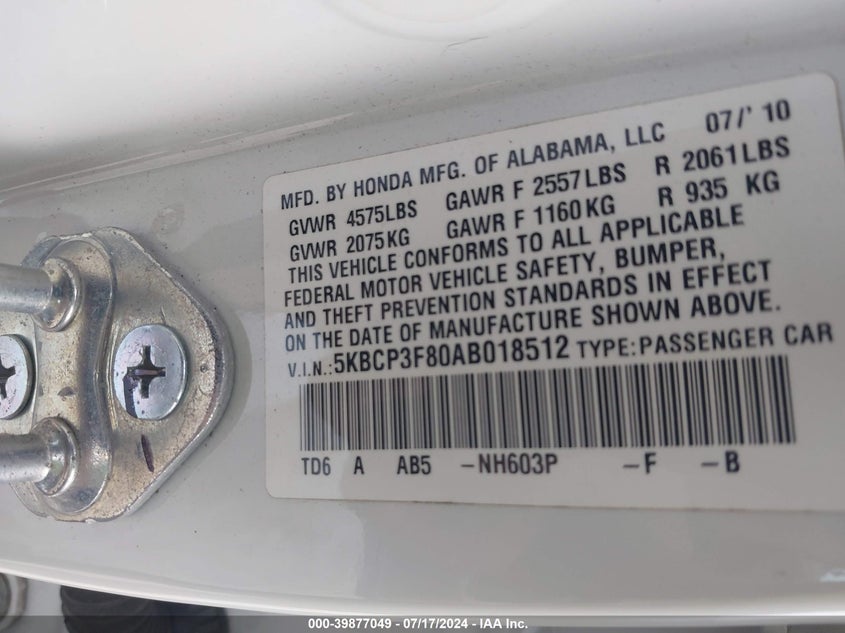 MFD. BY HONDA MFG. OF ALABAMA, LLC 07/' 10
GVWR 4575LBS GAWR F 2557LBS R 2061LBS
GVWR 2075KG GAWR F 1160KG R 935 KG
THIS VEHICLE CONFORMS TO ALL APPLICABLE
FEDERAL MOTOR VEHICLE SAFETY, BUMPER,
AND THEFT PREVENTION STANDARDS IN EFFECT
ON THE DATE OF MANUFACTURE SHOWN ABOVE.
V.I.N.:5KBCP3F80AB018512 TYPE:PASSENGER CAR
TD6 A AB5 -NH603P -F -B
000-39877049 - 07/17/2024 - IAA Inc.